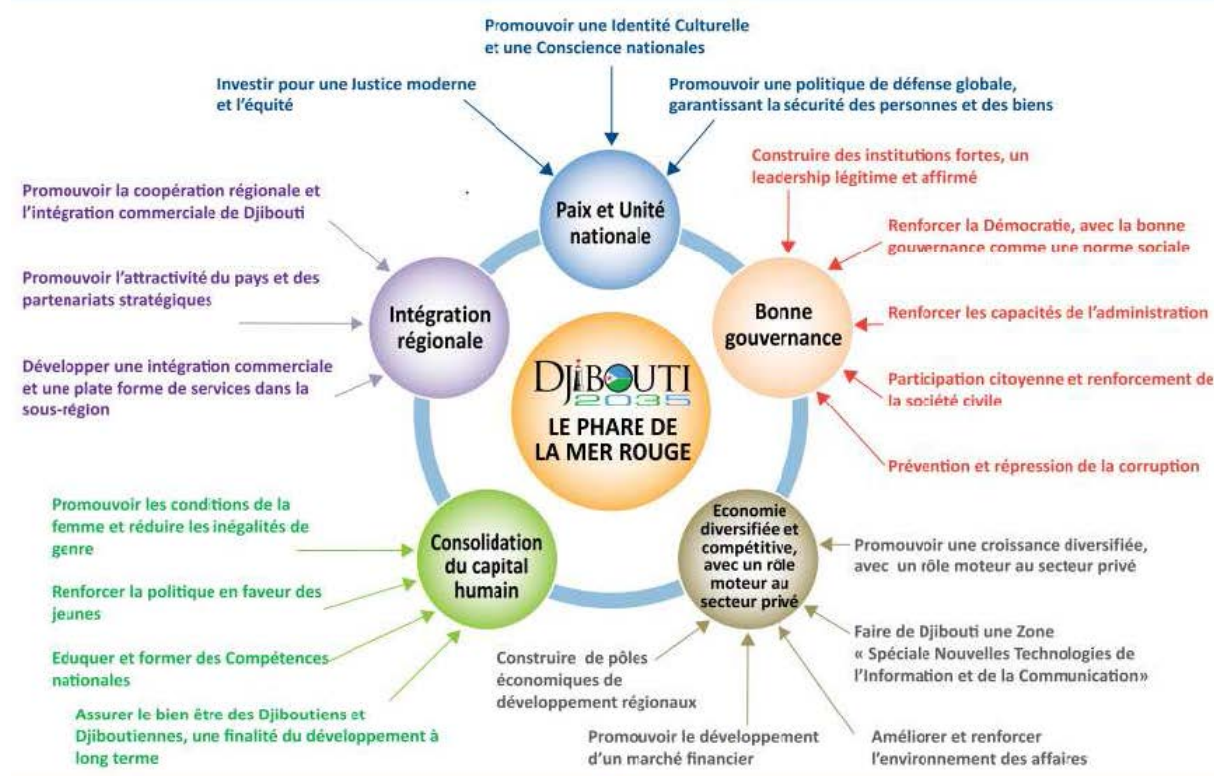 Promouvoir une Identité Culturelle
et une Conscience nationales
Investir pour une Justice moderne
et l'équité
Promouvoir une politique de défense globale,
garantissant la sécurité des personnes et des biens
Paix et Unité
nationale
Construire des institutions fortes, un
leadership légitime et affirmé
Renforcer la Démocratie, avec la bonne
gouvernance comme une norme sociale
Renforcer les capacités de l'administration
Participation citoyenne et renforcement de
la société civile
Prévention et répression de la corruption
Bonne
gouvernance
Promouvoir la coopération régionale et
l'intégration commerciale de Djibouti
Promouvoir l'attractivité du pays et des
partenariats stratégiques
Développer une intégration commerciale
et une plate forme de services dans la
sous-région
Intégration
régionale
DJIBOUTI
2035
LE PHARE DE
LA MER ROUGE
Promouvoir les conditions de la
femme et réduire les inégalités de
genre
Renforcer la politique en faveur des
jeunes
Eduquer et former des Compétences
nationales
Assurer le bien être des Djiboutiens et
Djiboutiennes, une finalité du développement à
long terme
Consolidation
du capital
humain
Economie
diversifiée et
compétitive,
avec un rôle
moteur au
secteur privé
Promouvoir une croissance diversifiée,
avec un rôle moteur au secteur privé
Faire de Djibouti une Zone
« Spéciale Nouvelles Technologies de
l'Information et de la Communication»
Construire de pôles
économiques de
développement régionaux
Promouvoir le développement
d'un marché financier
Améliorer et renforcer
l'environnement des affaires